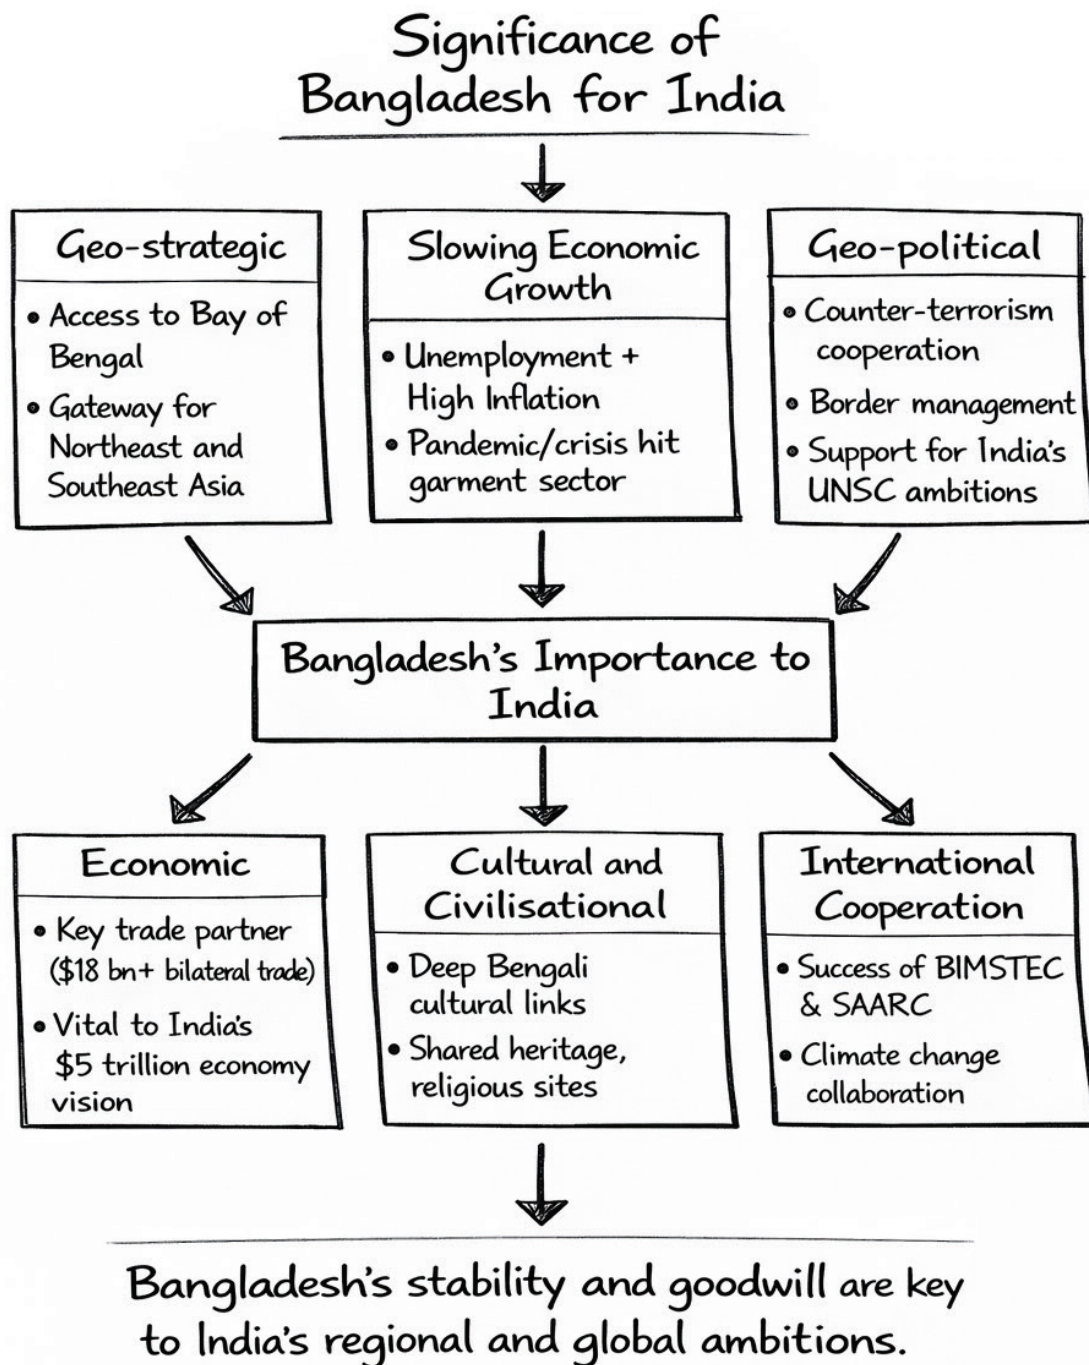 Significance of
Bangladesh for India
Geo-strategic
• Access to Bay of
Bengal
• Gateway for
Northeast and
Southeast Asia
Slowing Economic
Growth
• Unemployment +
High Inflation
• Pandemic/crisis hit
garment sector
Geo-political
• Counter-terrorism
cooperation
• Border management
• Support for India's
UNSC ambitions
Bangladesh's Importance to
India
Economic
• Key trade partner
($18 bn+ bilateral trade)
• Vital to India's
$5 trillion economy
vision
Cultural and
Civilisational
• Deep Bengali
cultural links
• Shared heritage,
religious sites
International
Cooperation
• Success of BIMSTEC
& SAARC
• Climate change
collaboration
Bangladesh's stability and goodwill are key
to India's regional and global ambitions.